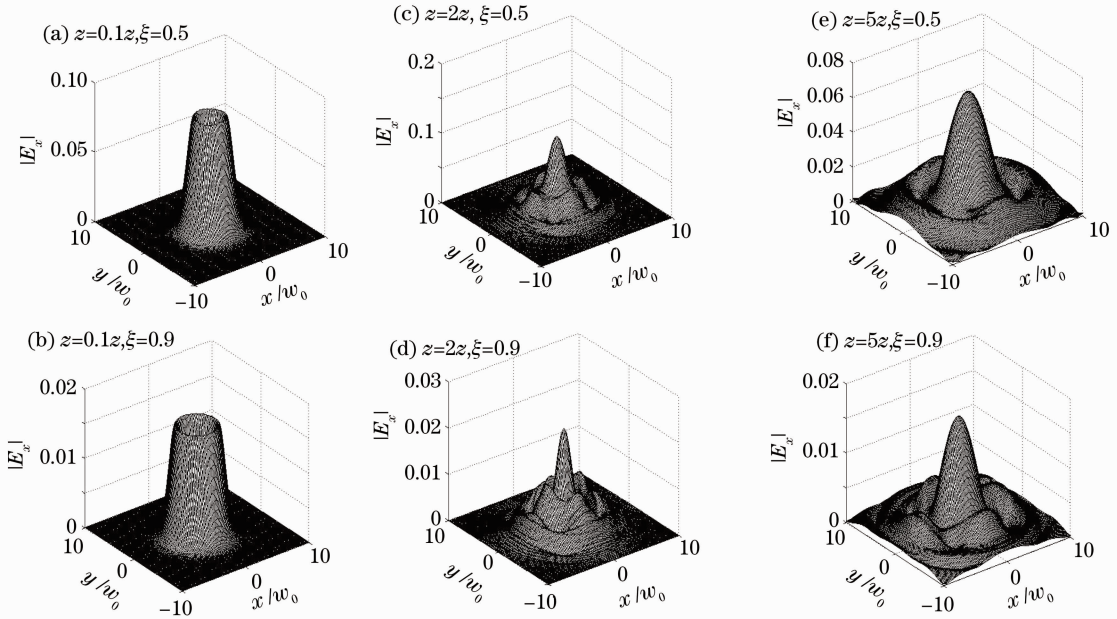 (a) z=0.1z,ξ=0.5
0.10
0.05
0
|Eₓ|
10
0
−10
y/w₀
0
10
x/w₀
(c) z=2z, ξ=0.5
0.2
0.1
0
|Eₓ|
10
0
−10
y/w₀
0
10
x/w₀
(e) z=5z,ξ=0.5
0.08
0.06
0.04
0.02
0
|Eₓ|
10
0
−10
y/w₀
0
10
x/w₀
(b) z=0.1z,ξ=0.9
0.02
0.01
0
|Eₓ|
10
0
−10
y/w₀
0
10
x/w₀
(d) z=2z,ξ=0.9
0.03
0.02
0.01
0
|Eₓ|
10
0
−10
y/w₀
0
10
x/w₀
(f) z=5z,ξ=0.9
0.02
0.01
0
|Eₓ|
10
0
−10
y/w₀
0
10
x/w₀